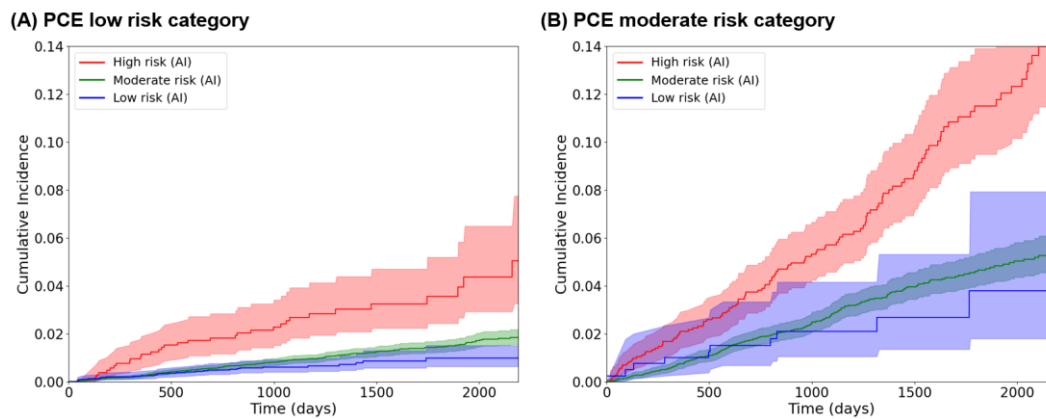 (A) PCE low risk category
0.14
0.12
0.10
0.08
0.06
0.04
0.02
0.00
Cumulative Incidence
High risk (AI)
Moderate risk (AI)
Low risk (AI)
0 500 1000 1500 2000
Time (days)
(B) PCE moderate risk category
0.14
0.12
0.10
0.08
0.06
0.04
0.02
0.00
Cumulative Incidence
High risk (AI)
Moderate risk (AI)
Low risk (AI)
0 500 1000 1500 2000
Time (days)